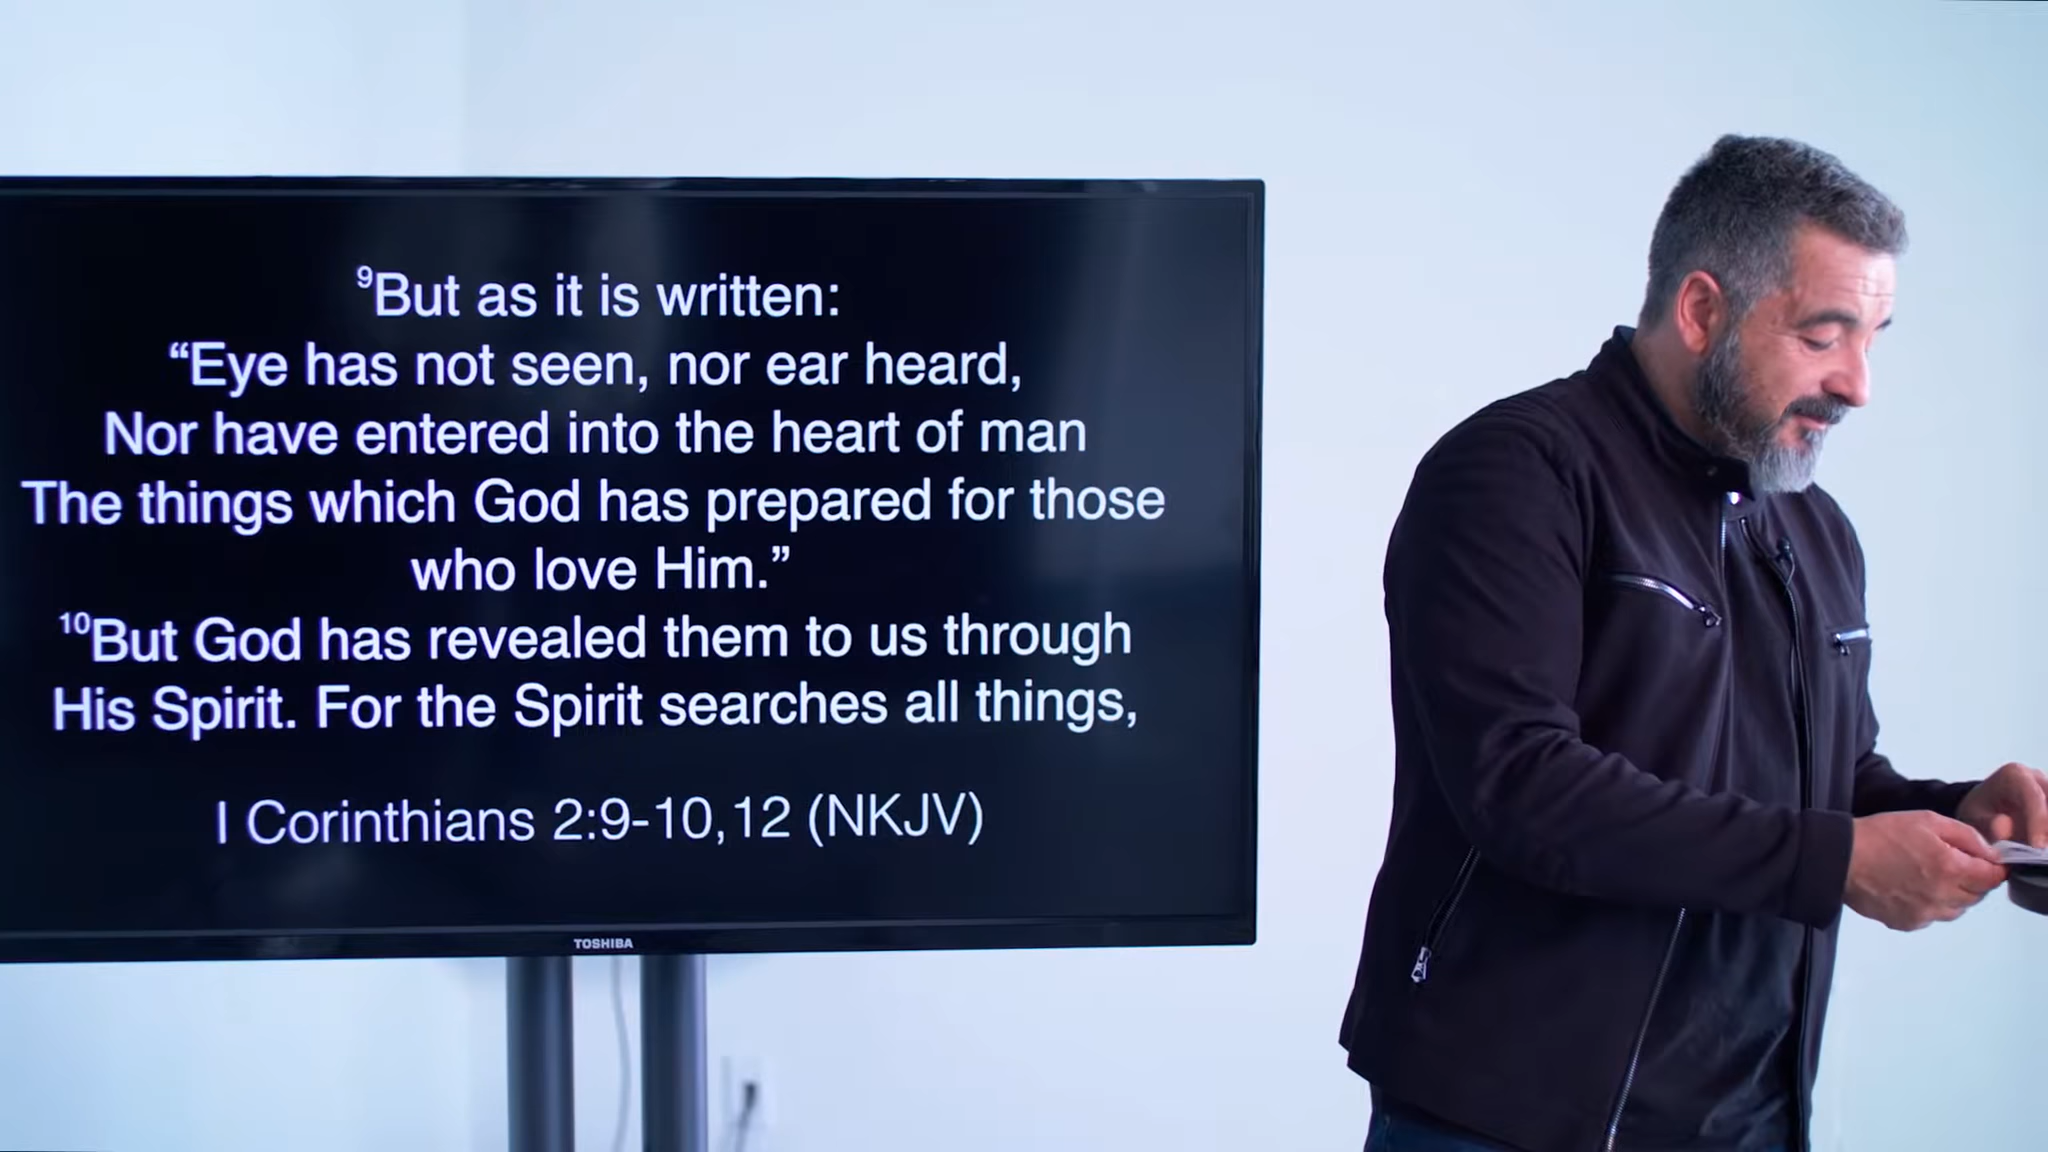 ⁹But as it is written:
“Eye has not seen, nor ear heard,
Nor have entered into the heart of man
The things which God has prepared for those
who love Him.”
¹⁰But God has revealed them to us through
His Spirit. For the Spirit searches all things,
I Corinthians 2:9-10,12 (NKJV)
TOSHIBA